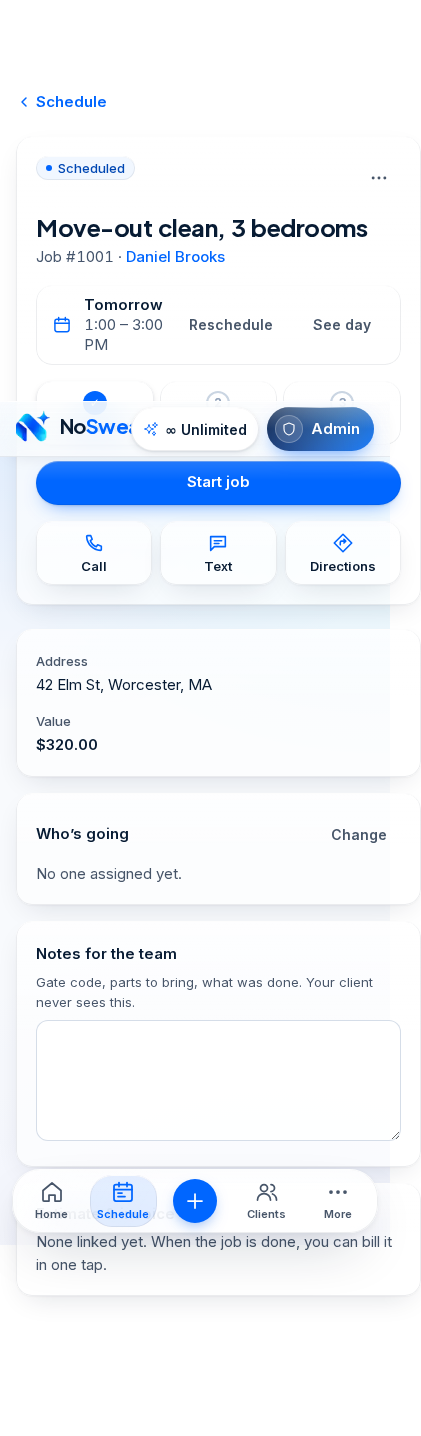 Schedule
Scheduled
Move-out clean, 3 bedrooms
Job #1001 · Daniel Brooks
Tomorrow
1:00 – 3:00
PM
Reschedule
See day
NoSwea
∞ Unlimited
Admin
Start job
Call
Text
Directions
Address
42 Elm St, Worcester, MA
Value
$320.00
Who’s going
Change
No one assigned yet.
Notes for the team
Gate code, parts to bring, what was done. Your client
never sees this.
Home
Schedule
Clients
More
None linked yet. When the job is done, you can bill it
in one tap.